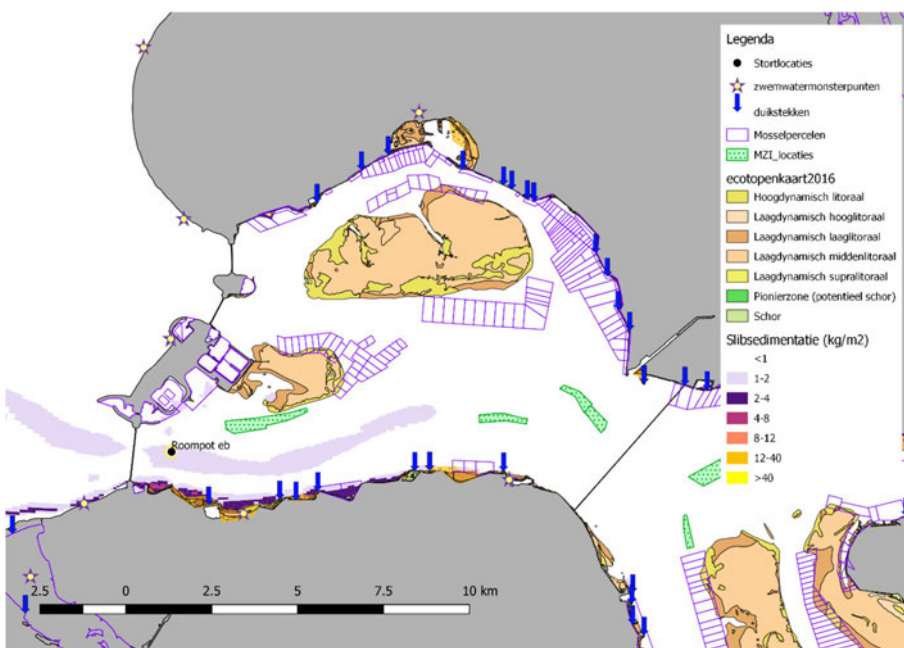 Legenda
Stortlocaties
zwemwatermonsterpunten
duikstekken
Mosselpercelen
MZI_locaties
ecotopenkaart2016
Hoogdynamisch litoraal
Laagdynamisch hooglitoraal
Laagdynamisch laaglitoraal
Laagdynamisch middenlitoraal
Laagdynamisch supralitoraal
Pionierzone (potentieel schor)
Schor
Slibsedimentatie (kg/m2)
<1
1-2
2-4
4-8
8-12
12-40
>40
Roompot eb
2.5 0 2.5 5 7.5 10 km